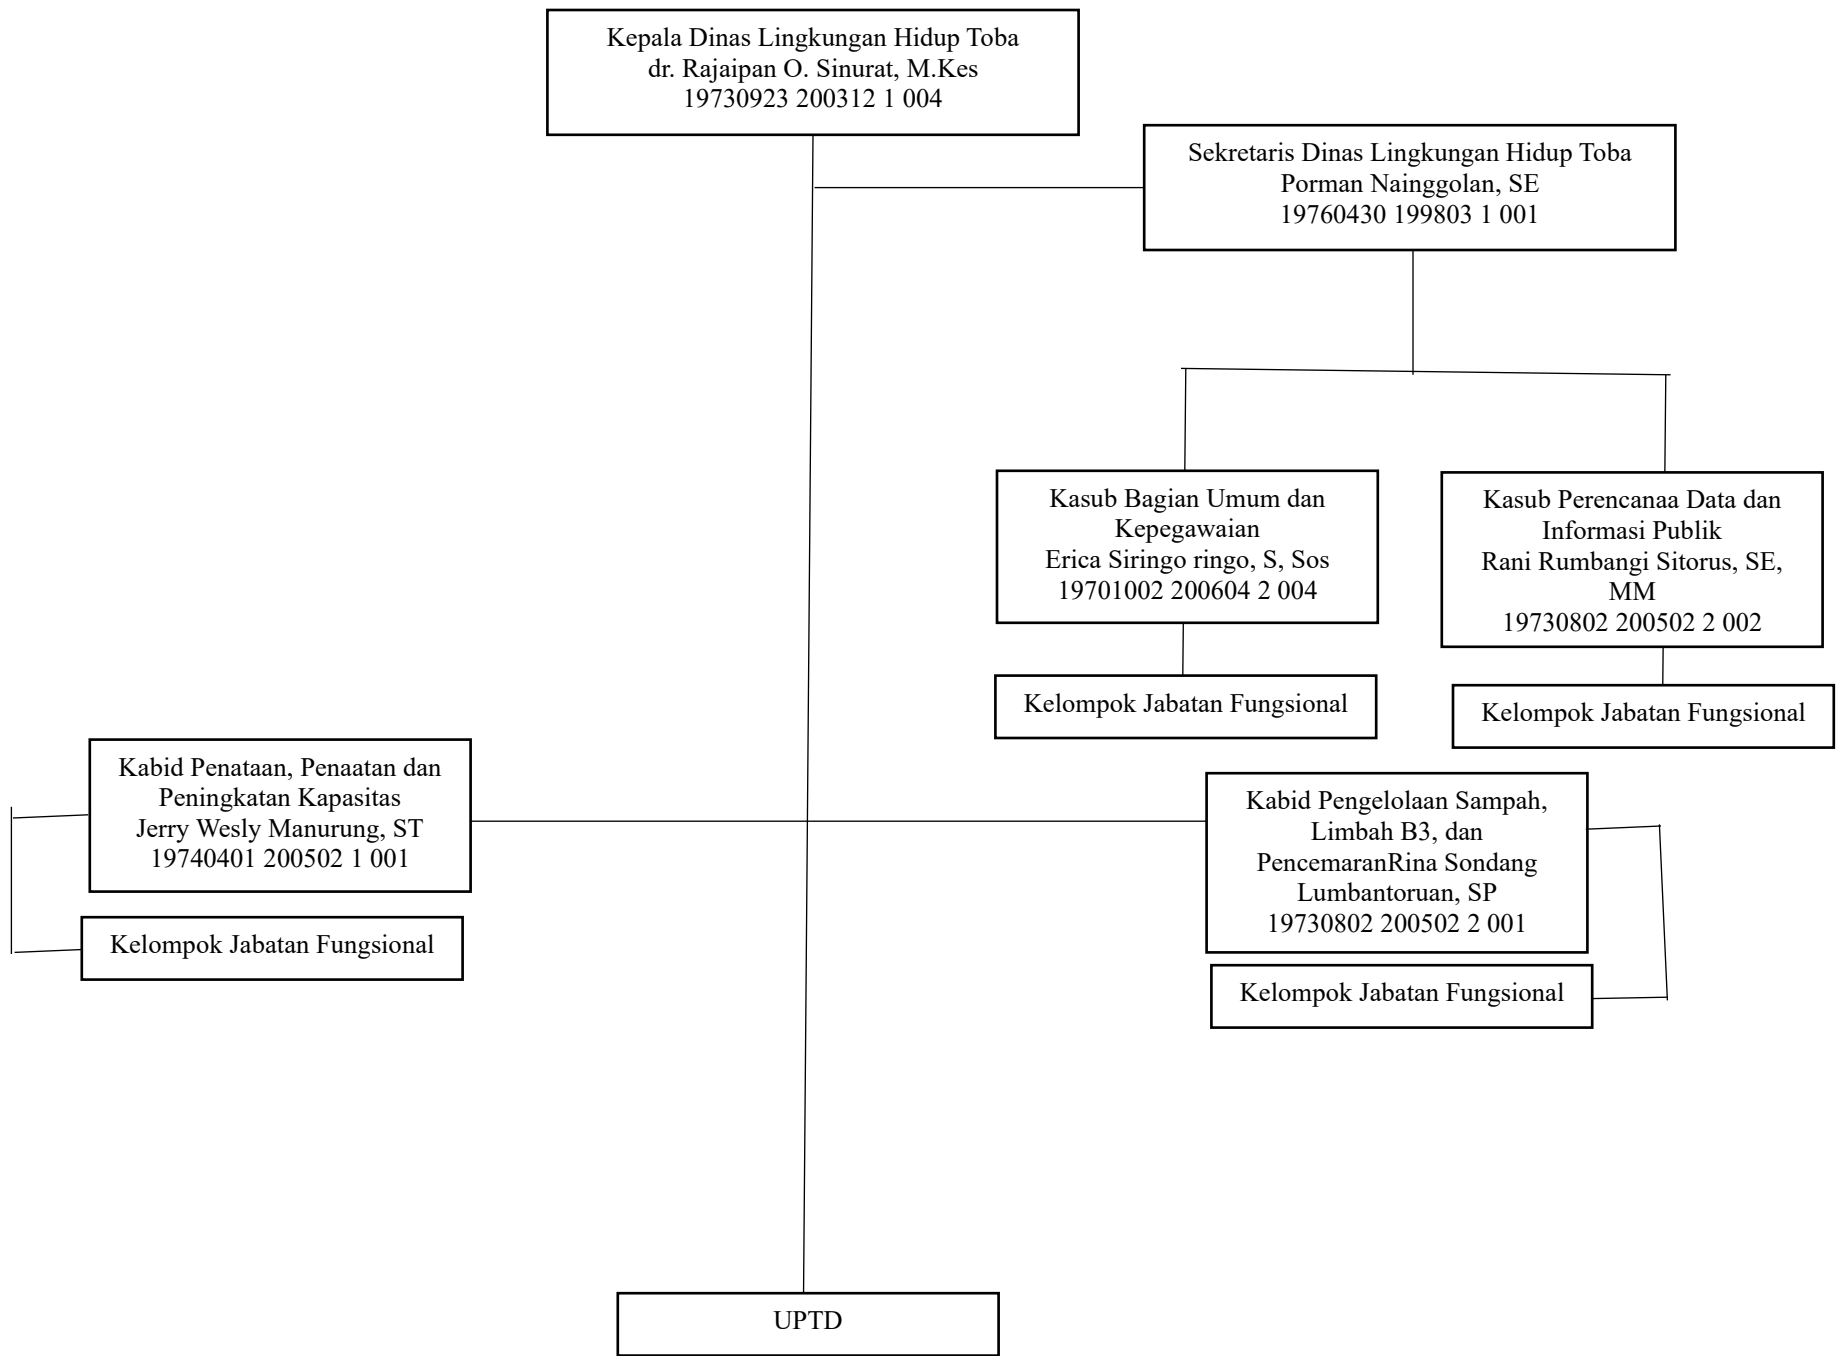 Kepala Dinas Lingkungan Hidup Toba
dr. Rajaipan O. Sinurat, M.Kes
19730923 200312 1 004
Sekretaris Dinas Lingkungan Hidup Toba
Porman Nainggolan, SE
19760430 199803 1 001
Kasub Bagian Umum dan
Kepegawaian
Erica Siringo ringo, S, Sos
19701002 200604 2 004
Kasub Perencanaa Data dan
Informasi Publik
Rani Rumbangi Sitorus, SE,
MM
19730802 200502 2 002
Kelompok Jabatan Fungsional
Kelompok Jabatan Fungsional
Kabid Penataan, Penaatan dan
Peningkatan Kapasitas
Jerry Wesly Manurung, ST
19740401 200502 1 001
Kelompok Jabatan Fungsional
Kabid Pengelolaan Sampah,
Limbah B3, dan
PencemaranRina Sondang
Lumbantoruan, SP
19730802 200502 2 001
Kelompok Jabatan Fungsional
UPTD